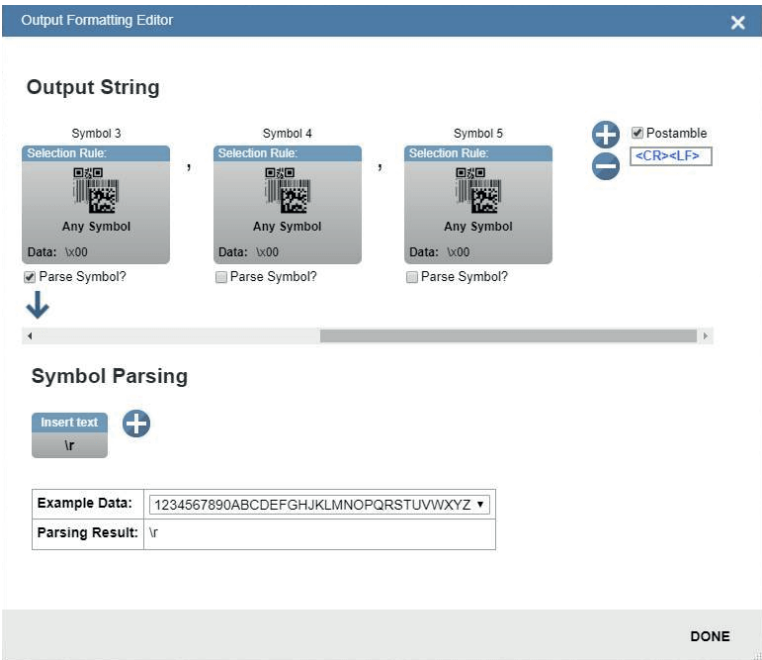 Output Formatting Editor
Output String
Symbol 3
Symbol 4
Symbol 5
Postamble
Selection Rule:
,
Selection Rule:
,
Selection Rule:
<CR><LF>
Any Symbol
Any Symbol
Any Symbol
Data: \x00
Data: \x00
Data: \x00
Parse Symbol?
Parse Symbol?
Parse Symbol?
Symbol Parsing
Insert text
\r
Example Data: 1234567890ABCDEFGHJKLMNOPQRSTUVWXYZ
Parsing Result: \r
DONE